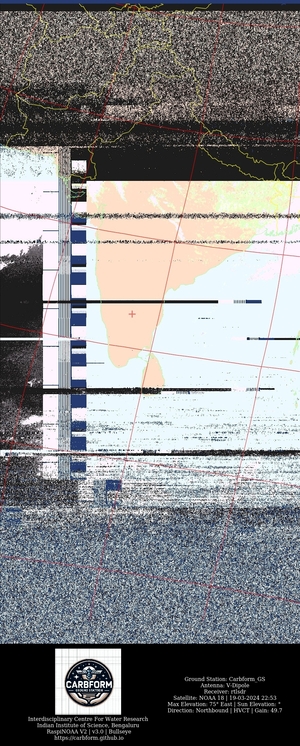 CARBFORM
GROUND STATION
Interdisciplinary Centre For Water Research
Indian Institute of Science, Bengaluru
RaspiNOAA V2 | v3.0 | Bullseye
https://carbform.github.io
Ground Station: Carbform_GS
Antenna: V-Dipole
Receiver: rtlsdr
Satellite: NOAA 18 | 19-03-2024 22:53
Max Elevation: 75° East | Sun Elevation: °
Direction: Northbound | HVCT | Gain: 49.7